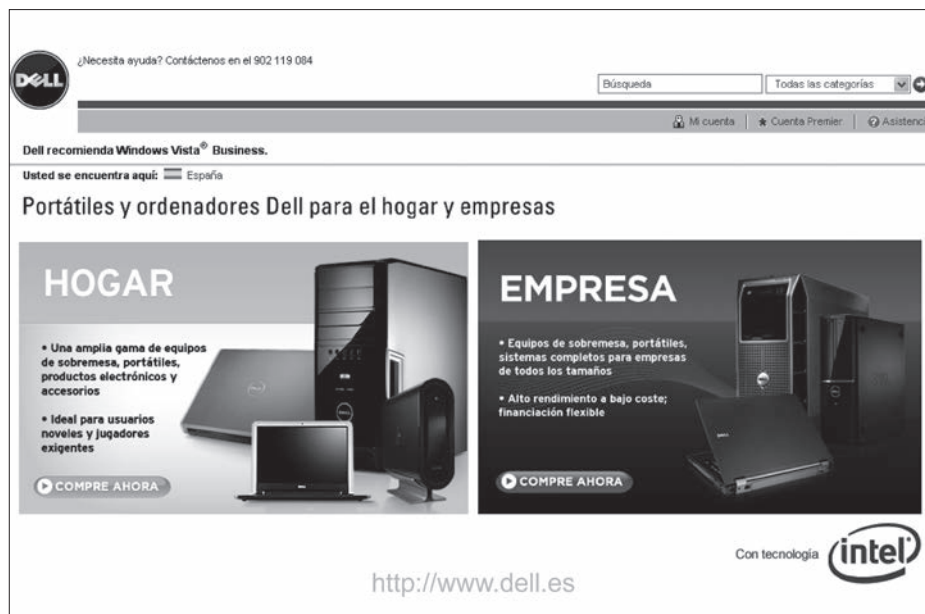 ¿Necesita ayuda? Contáctenos en el 902 119 084
DELL
Búsqueda
Todas las categorías
Mi cuenta
Cuenta Premier
Dell recomienda Windows Vista® Business.
Usted se encuentra aquí: España
Portátiles y ordenadores Dell para el hogar y empresas
HOGAR
• Una amplia gama de equipos
de sobremesa, portátiles,
productos electrónicos y
accesorios
• Ideal para usuarios
noveles y jugadores
exigentes
COMPRE AHORA
EMPRESA
• Equipos de sobremesa, portátiles,
sistemas completos para empresas
de todos los tamaños
• Alto rendimiento a bajo coste;
financiación flexible
COMPRE AHORA
Con tecnología
intel
http://www.dell.es